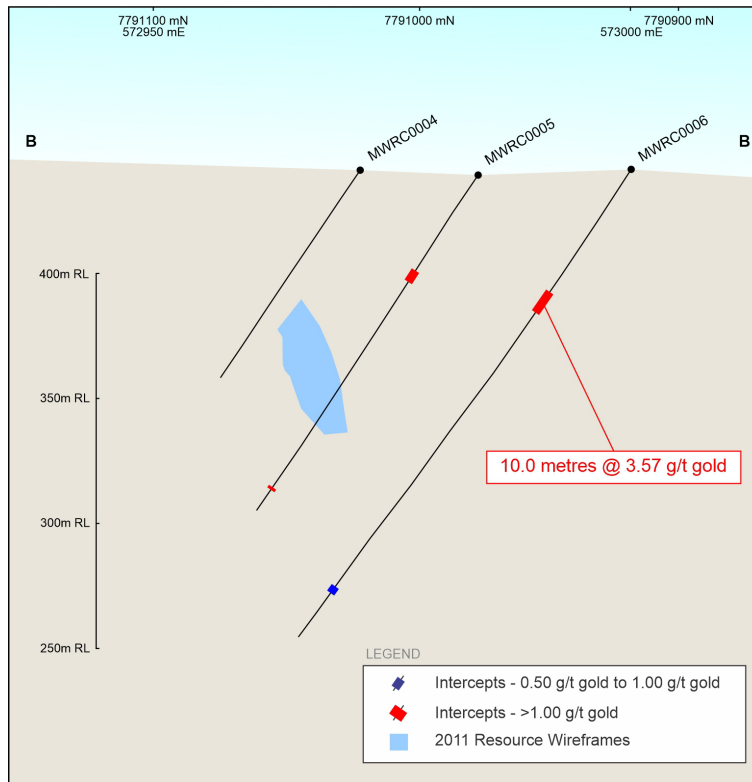 7791100 mN
572950 mE
7791000 mN
573000 mE
7790900 mN
B
MWRC0004
MWRC0005
MWRC0006
B
400m RL
350m RL
10.0 metres @ 3.57 g/t gold
300m RL
250m RL
LEGEND
Intercepts - 0.50 g/t gold to 1.00 g/t gold
Intercepts - >1.00 g/t gold
2011 Resource Wireframes